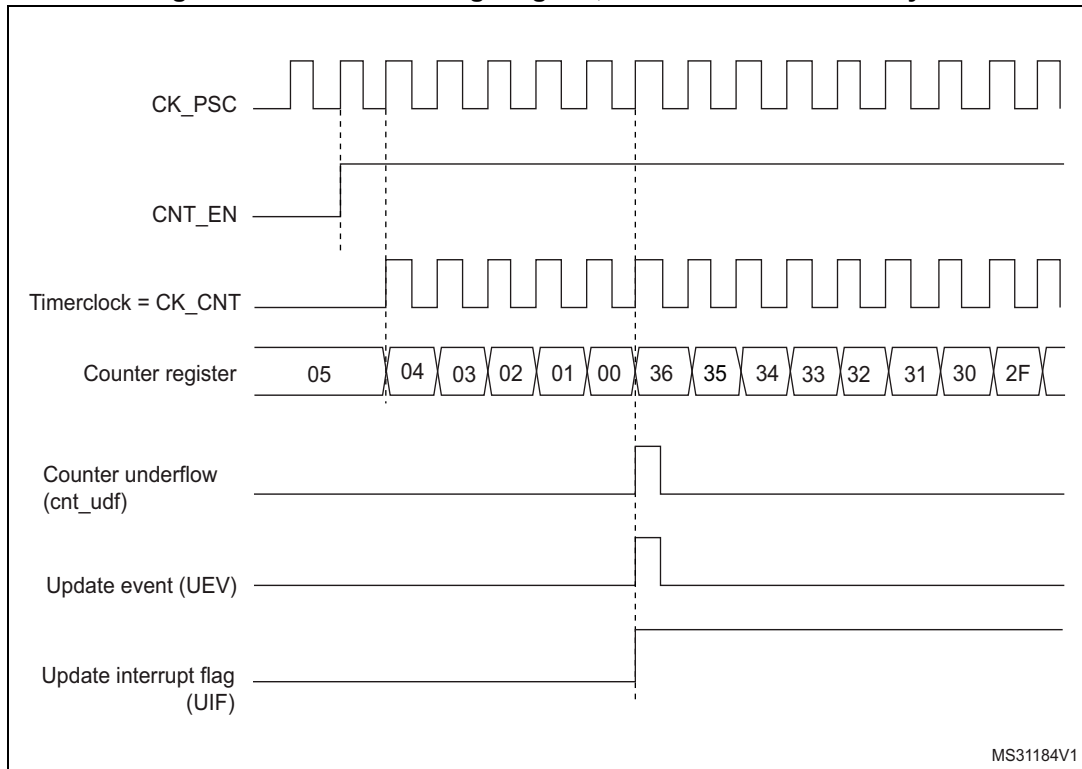 CK_PSC
CNT_EN
Timerclock = CK_CNT
Counter register 05 04 03 02 01 00 36 35 34 33 32 31 30 2F
Counter underflow
(cnt_udf)
Update event (UEV)
Update interrupt flag
(UIF)
MS31184V1